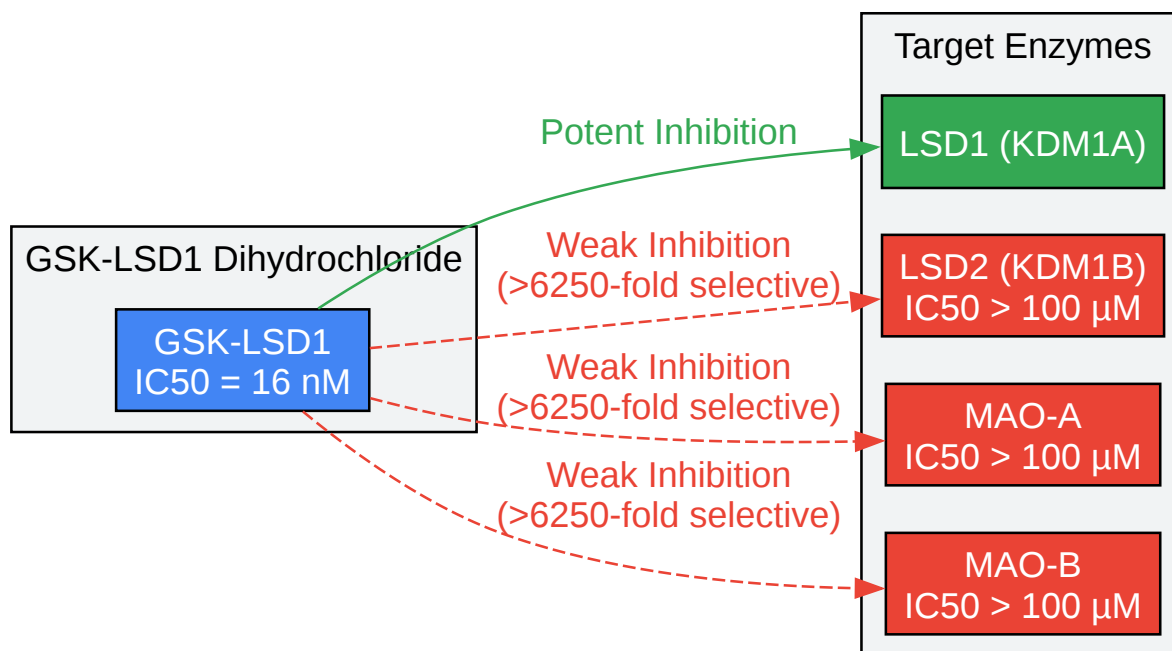 Target Enzymes
Potent Inhibition
LSD1 (KDM1A)
GSK-LSD1 Dihydrochloride
GSK-LSD1
IC50 = 16 nM
Weak Inhibition
(>6250-fold selective)
LSD2 (KDM1B)
IC50 > 100 µM
Weak Inhibition
(>6250-fold selective)
MAO-A
IC50 > 100 µM
Weak Inhibition
(>6250-fold selective)
MAO-B
IC50 > 100 µM